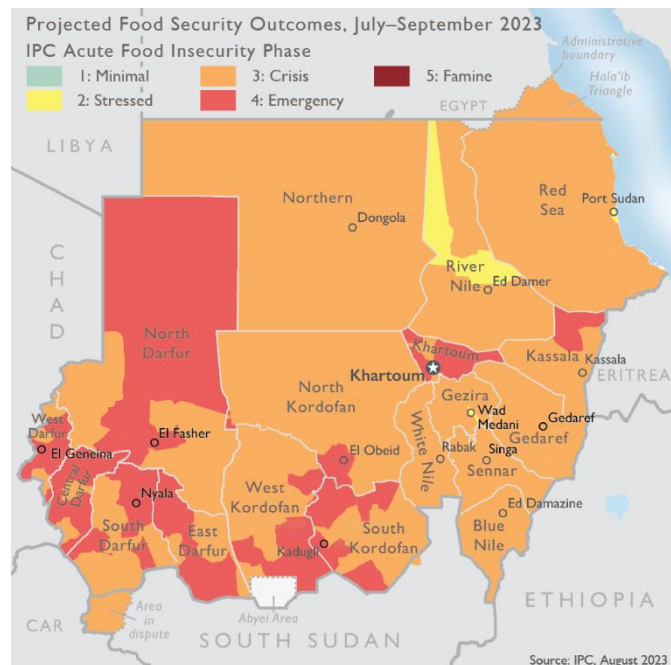 Projected Food Security Outcomes, July–September 2023
IPC Acute Food Insecurity Phase
1: Minimal
3: Crisis
5: Famine
2: Stressed
4: Emergency
Administrative
boundary
Hala'ib
Triangle
EGYPT
LIBYA
CHAD
Northern
Dongola
Red
Sea
Port Sudan
River
Nile
Ed Damer
North
Darfur
Khartoum
Khartoum
Kassala
Kassala
ERITREA
North
Kordofan
Gezira
Wad
Medani
Gedaref
Gedaref
West
Darfur
El Geneina
El Fasher
Central
Darfur
Nyala
El Obeid
White Nile
Rabak
Singa
Sennar
West
Kordofan
South
Darfur
East
Darfur
Kadugli
South
Kordofan
Ed Damazine
Blue
Nile
Area
in
dispute
Abyei Area
CAR
SOUTH SUDAN
ETHIOPIA
Source: IPC, August 2023